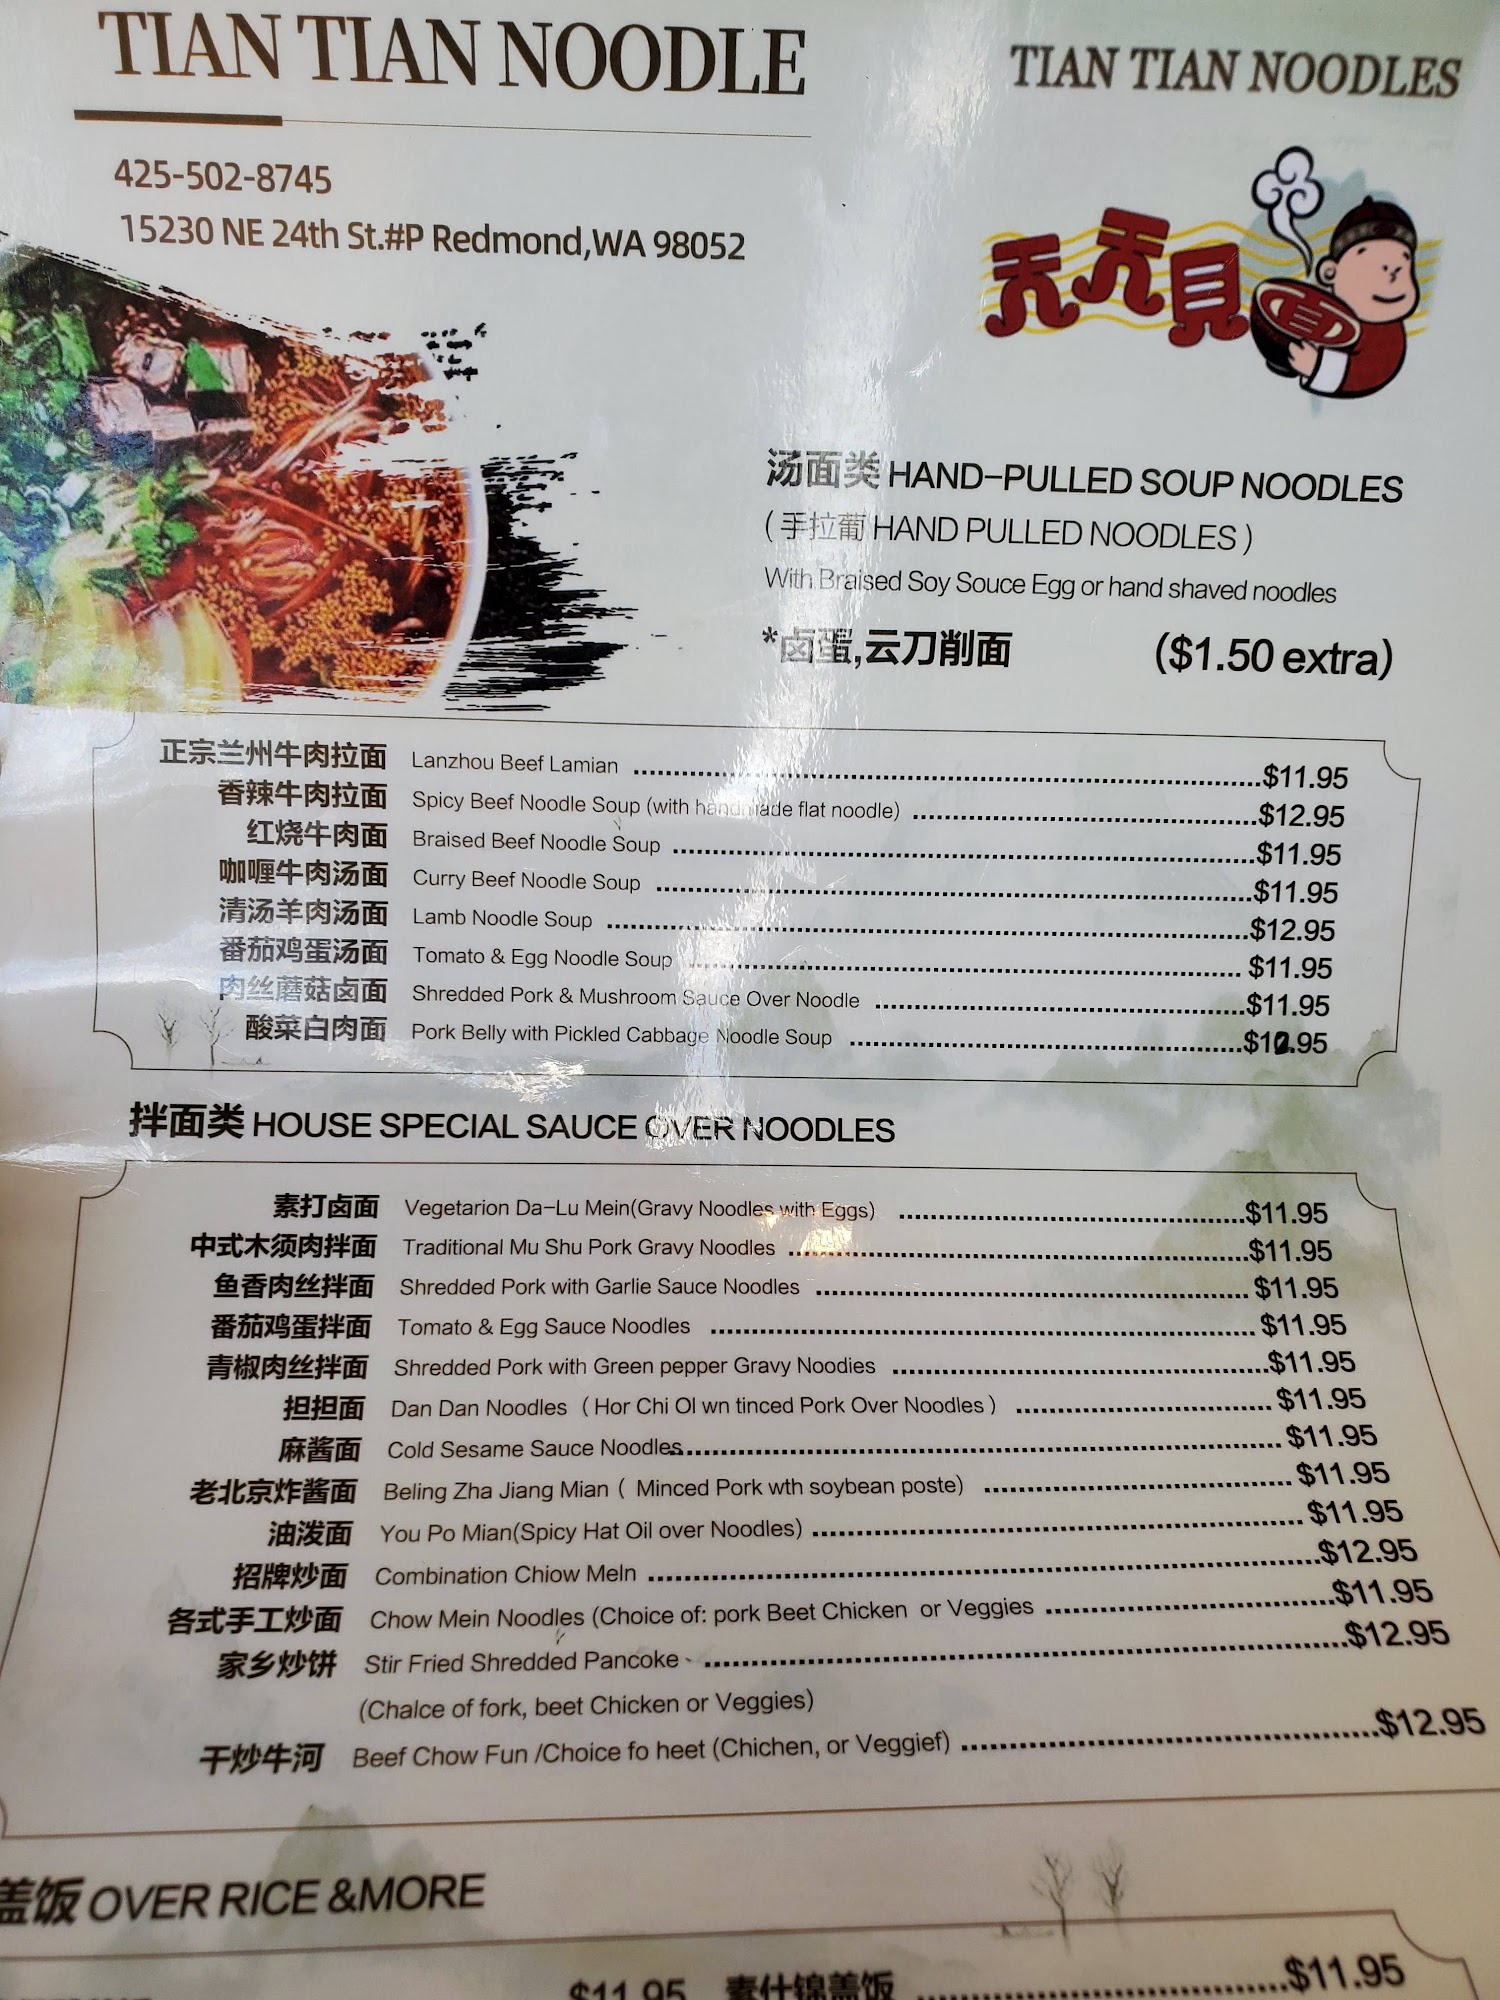 TIAN TIAN NOODLE
TIAN TIAN NOODLES
425-502-8745
15230 NE 24th St.#P Redmond,WA 98052
天天見面
汤面类 HAND-PULLED SOUP NOODLES
(手拉葡 HAND PULLED NOODLES)
With Braised Soy Souce Egg or hand shaved noodles
*卤蛋,云刀削面 ($1.50 extra)
正宗兰州牛肉拉面 Lanzhou Beef Lamian $11.95
香辣牛肉拉面 Spicy Beef Noodle Soup (with handmade flat noodle) $12.95
红烧牛肉面 Braised Beef Noodle Soup $11.95
咖喱牛肉汤面 Curry Beef Noodle Soup $11.95
清汤羊肉汤面 Lamb Noodle Soup $12.95
番茄鸡蛋汤面 Tomato & Egg Noodle Soup $11.95
肉丝蘑菇卤面 Shredded Pork & Mushroom Sauce Over Noodle $11.95
酸菜白肉面 Pork Belly with Pickled Cabbage Noodle Soup
拌面类 HOUSE SPECIAL SAUCE OVER NOODLES
素打卤面 Vegetarion Da-Lu Mein(Gravy Noodles with Eggs) $11.95
中式木须肉拌面 Traditional Mu Shu Pork Gravy Noodles $11.95
鱼香肉丝拌面 Shredded Pork with Garlie Sauce Noodles $11.95
番茄鸡蛋拌面 Tomato & Egg Sauce Noodles $11.95
青椒肉丝拌面 Shredded Pork with Green pepper Gravy Noodies $11.95
担担面 Dan Dan Noodles (Hor Chi Ol wn tinced Pork Over Noodles) $11.95
麻酱面 Cold Sesame Sauce Noodles $11.95
老北京炸酱面 Beling Zha Jiang Mian ( Minced Pork wth soybean poste) $11.95
油泼面 You Po Mian(Spicy Hat Oil over Noodles) $11.95
招牌炒面 Combination Chiow Meln $12.95
各式手工炒面 Chow Mein Noodles (Choice of: pork Beet Chicken or Veggies $11.95
家乡炒饼 Stir Fried Shredded Pancoke $12.95
(Chalce of fork, beet Chicken or Veggies)
干炒牛河 Beef Chow Fun /Choice fo heet (Chichen, or Veggief) $12.95
盖饭 OVER RICE &MORE
$11.95 素什锦盖饭 $11.95